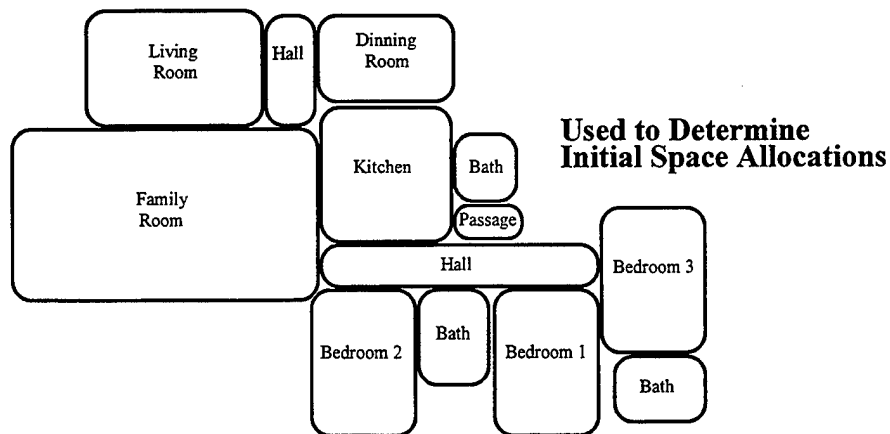 Living
Room
Hall
Dinning
Room
Used to Determine
Initial Space Allocations
Kitchen
Bath
Family
Room
Passage
Hall
Bedroom 3
Bedroom 2
Bath
Bedroom 1
Bath